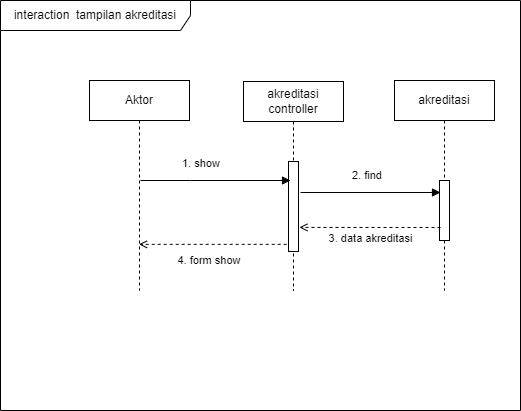 interaction tampilan akreditasi
Aktor
akreditasi
controller
akreditasi
1. show
2. find
3. data akreditasi
4. form show